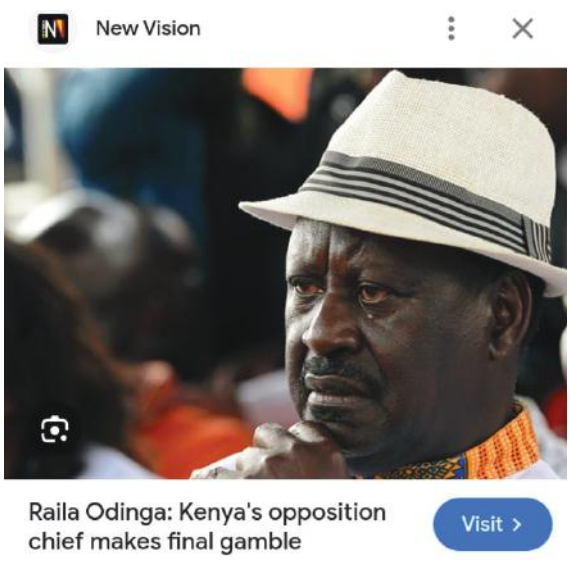 New Vision
Raila Odinga: Kenya's opposition
chief makes final gamble
Visit >